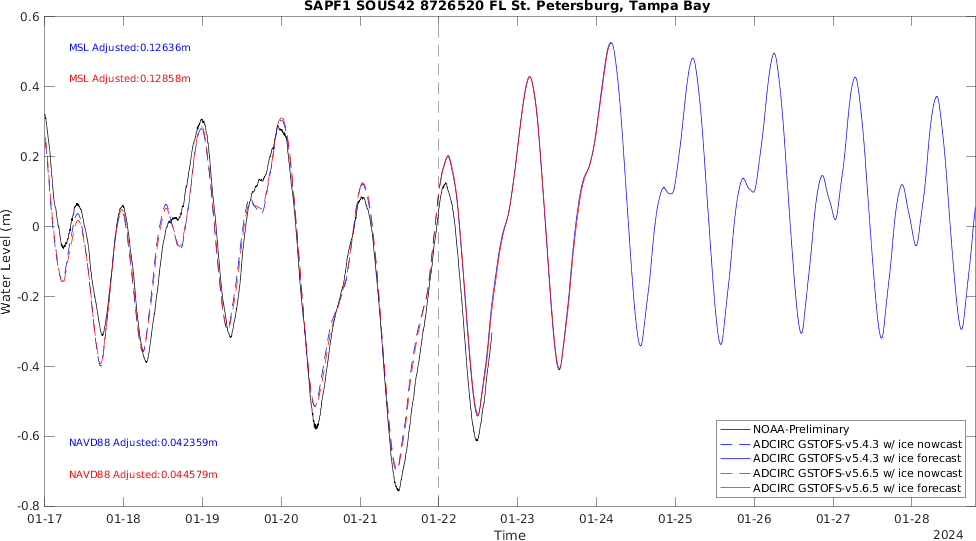 SAPF1 SOUS42 8726520 FL St. Petersburg, Tampa Bay
0.6
MSL Adjusted:0.12636m
MSL Adjusted:0.12858m
0.4
0.2
0
-0.2
-0.4
-0.6
-0.8
Water Level (m)
NAVD88 Adjusted:0.042359m
NAVD88 Adjusted:0.044579m
NOAA-Preliminary
ADCIRC GSTOFS-v5.4.3 w/ ice nowcast
ADCIRC GSTOFS-v5.4.3 w/ ice forecast
ADCIRC GSTOFS-v5.6.5 w/ ice nowcast
ADCIRC GSTOFS-v5.6.5 w/ ice forecast
01-17 01-18 01-19 01-20 01-21 01-22 01-23 01-24 01-25 01-26 01-27 01-28
Time
2024